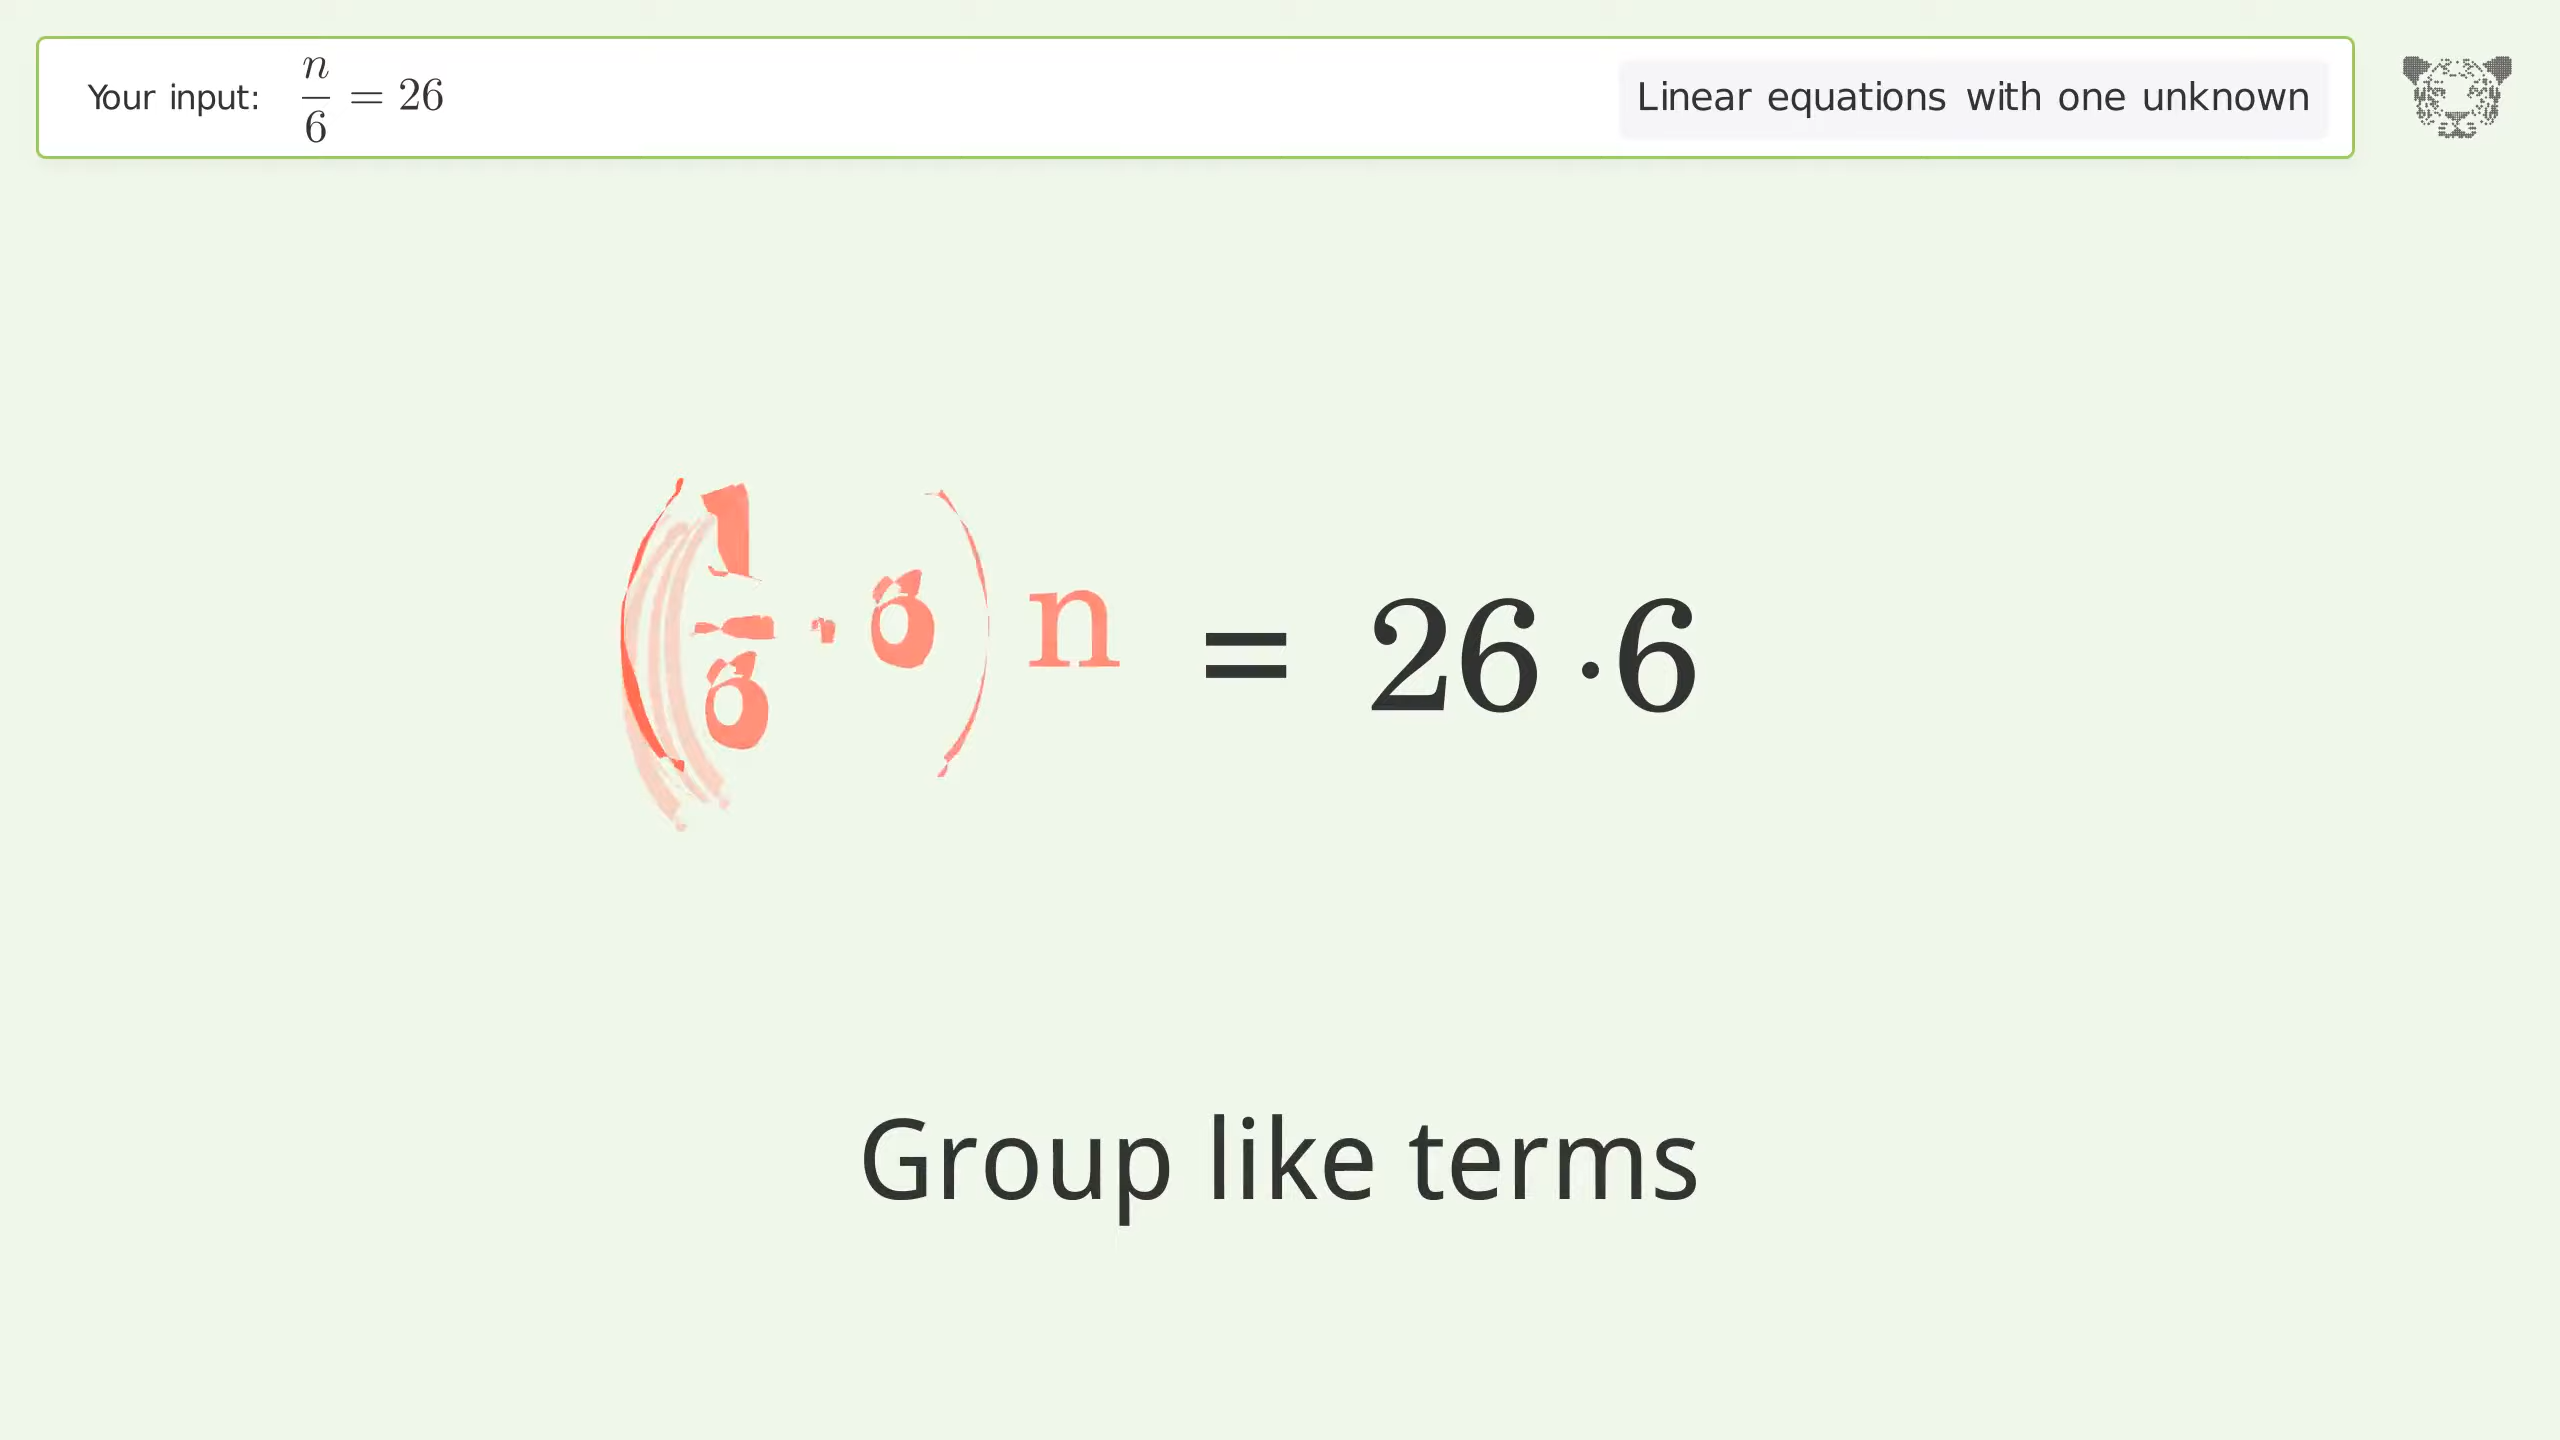 Your input: n/6 = 26
Linear equations with one unknown
(1/6 · 6) n = 26 · 6
Group like terms